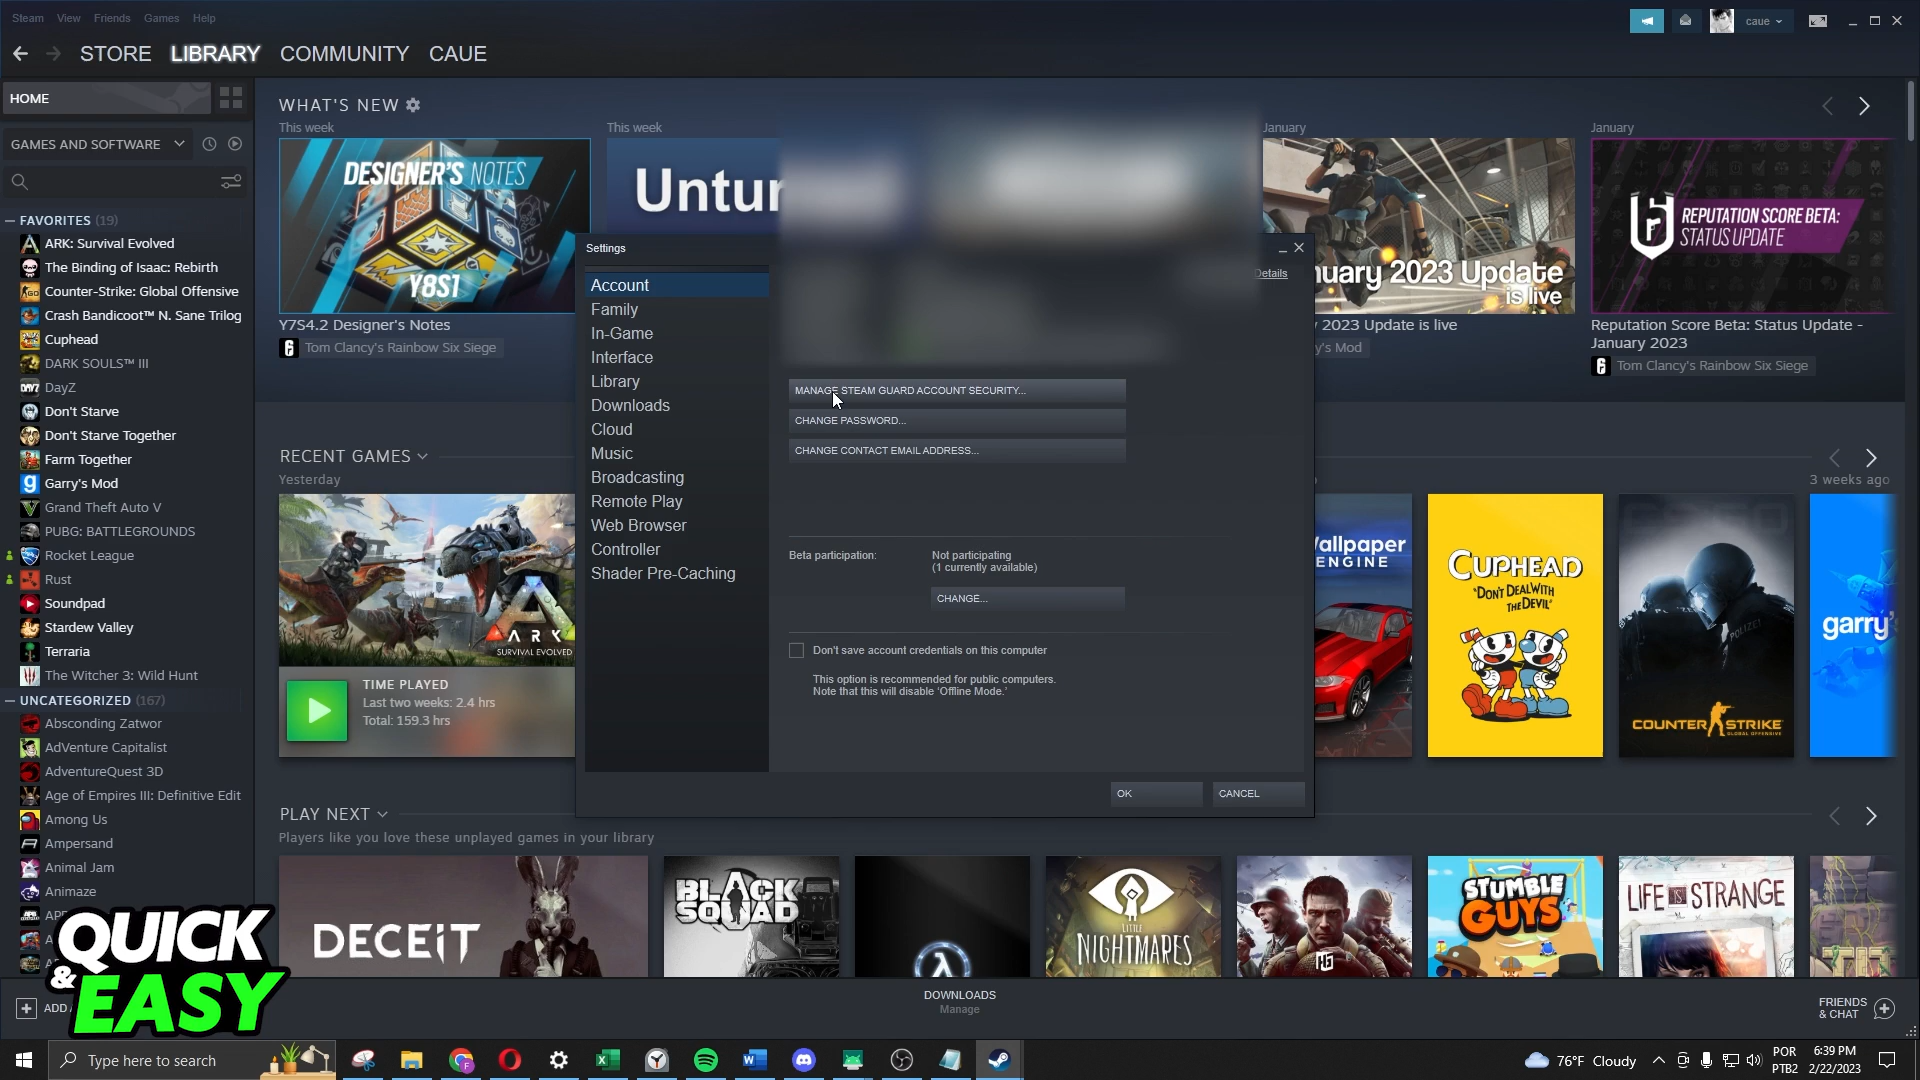 Steam View Friends Games Help
caue
STORE LIBRARY COMMUNITY CAUE
HOME
GAMES AND SOFTWARE
FAVORITES (19)
ARK: Survival Evolved
The Binding of Isaac: Rebirth
Counter-Strike: Global Offensive
Crash Bandicoot™ N. Sane Trilog
Cuphead
DARK SOULS™ III
DayZ
Don't Starve
Don't Starve Together
Farm Together
Garry's Mod
Grand Theft Auto V
PUBG: BATTLEGROUNDS
Rocket League
Rust
Soundpad
Stardew Valley
Terraria
The Witcher 3: Wild Hunt
UNCATEGORIZED (167)
Absconding Zatwor
AdVenture Capitalist
AdventureQuest 3D
Age of Empires III: Definitive Edit
Among Us
Ampersand
Animal Jam
Animaze
WHAT'S NEW
This week
This week
January
January
DESIGNER'S NOTES
Y8S1
Untur
nuary 2023 Update
is live
REPUTATION SCORE BETA:
STATUS UPDATE
Y7S4.2 Designer's Notes
Tom Clancy's Rainbow Six Siege
2023 Update is live
y's Mod
Reputation Score Beta: Status Update -
January 2023
Tom Clancy's Rainbow Six Siege
Settings
Details
Account
Family
In-Game
Interface
Library
Downloads
Cloud
Music
Broadcasting
Remote Play
Web Browser
Controller
Shader Pre-Caching
MANAGE STEAM GUARD ACCOUNT SECURITY...
CHANGE PASSWORD...
CHANGE CONTACT EMAIL ADDRESS...
Beta participation:
Not participating
(1 currently available)
CHANGE...
Don't save account credentials on this computer
This option is recommended for public computers.
Note that this will disable 'Offline Mode.'
OK
CANCEL
RECENT GAMES
Yesterday
3 weeks ago
ARK
SURVIVAL EVOLVED
TIME PLAYED
Last two weeks: 2.4 hrs
Total: 159.3 hrs
allpaper
ENGINE
CUPHEAD
"DON'T DEAL WITH
THE DEVIL"
POLIZEI
COUNTER STRIKE
GLOBAL OFFENSIVE
garry's
PLAY NEXT
Players like you love these unplayed games in your library
DECEIT
BLACK
SQUAD
LITTLE
NIGHTMARES
STUMBLE
GUYS
LIFE IS STRANGE
QUICK
& EASY
ADD
DOWNLOADS
Manage
FRIENDS
& CHAT
Type here to search
76°F Cloudy
POR
PTB2
6:39 PM
2/22/2023